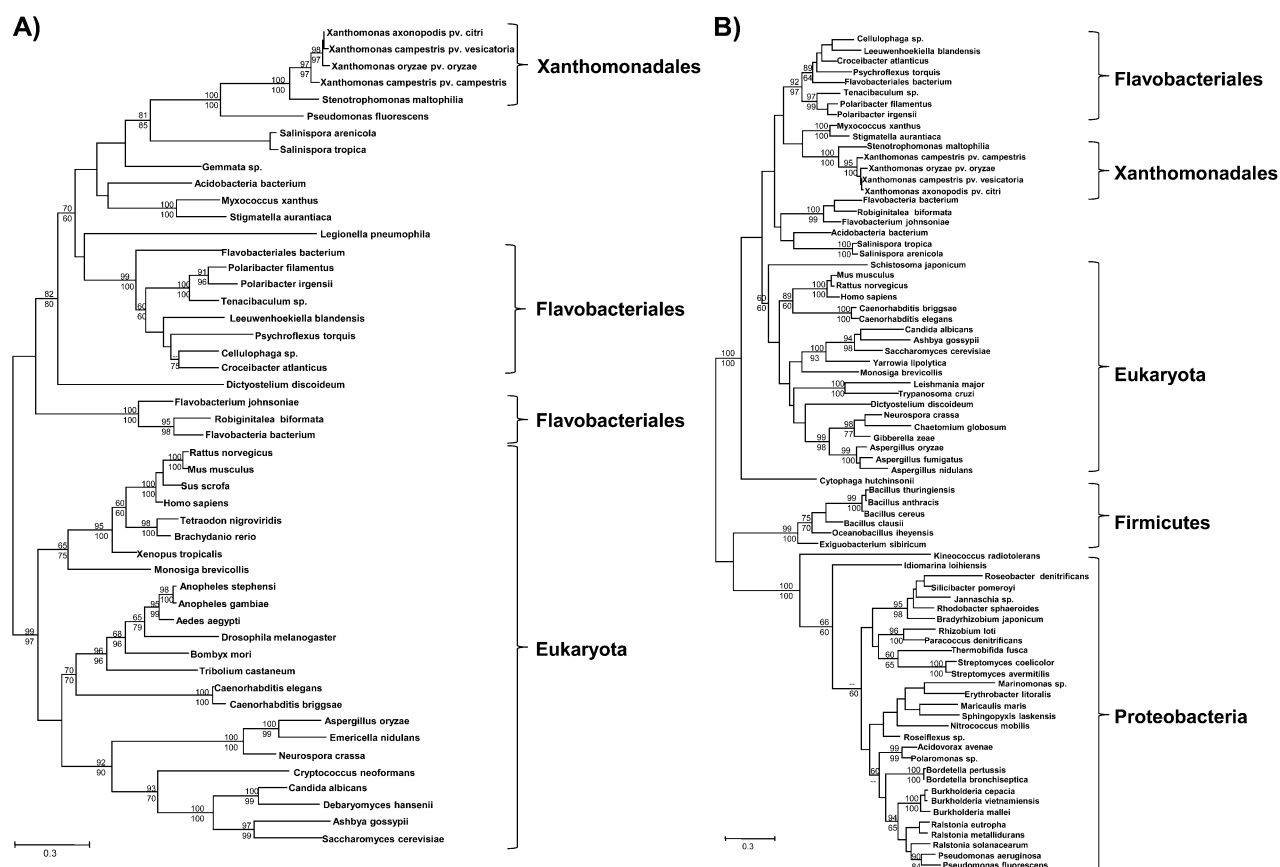 A)
Xanthomonas axonopodis pv. citri
98
97
Xanthomonas campestris pv. vesicatoria
Xanthomonas oryzae pv. oryzae
97
97
Xanthomonadales
Xanthomonas campestris pv. campestris
100
100
Stenotrophomonas maltophilia
100
100
Pseudomonas fluorescens
81
85
Salinispora arenicola
Salinispora tropica
Gemmata sp.
Acidobacteria bacterium
Myxococcus xanthus
100
100
70
60
Stigmatella aurantiaca
Legionella pneumophila
Flavobacteriales bacterium
Polaribacter filamentus
91
96
99
100
Polaribacter irgensii
100
100
Tenacibaculum sp.
82
80
60
60
Flavobacteriales
Leeuwenhoekiella blandensis
Psychroflexus torquis
Cellulophaga sp.
--
75
Croceibacter atlanticus
Dictyostelium discoideum
Flavobacterium johnsoniae
100
100
Robiginitalea biformata
95
98
Flavobacteriales
Flavobacteria bacterium
Rattus norvegicus
100
100
Mus musculus
Sus scrofa
100
100
Homo sapiens
60
60
Tetraodon nigroviridis
98
100
95
100
Brachydanio rerio
Xenopus tropicalis
65
75
Monosiga brevicollis
Anopheles stephensi
98
100
Anopheles gambiae
95
99
Aedes aegypti
65
79
99
97
Drosophila melanogaster
68
96
Eukaryota
Bombyx mori
96
96
Tribolium castaneum
70
70
Caenorhabditis elegans
100
100
Caenorhabditis briggsae
Aspergillus oryzae
100
99
Emericella nidulans
100
100
Neurospora crassa
92
90
Cryptococcus neoformans
Candida albicans
93
70
100
99
Debaryomyces hansenii
100
100
Ashbya gossypii
97
99
Saccharomyces cerevisiae
0.3
B)
Cellulophaga sp.
Leeuwenhoekiella blandensis
Croceibacter atlanticus
89
64
Psychroflexus torquis
Flavobacteriales
92
97
Flavobacteriales bacterium
Tenacibaculum sp.
97
99
Polaribacter filamentus
Polaribacter irgensii
Myxococcus xanthus
100
100
Stigmatella aurantiaca
Stenotrophomonas maltophilia
100
100
Xanthomonas campestris pv. campestris
95
100
Xanthomonas oryzae pv. oryzae
Xanthomonadales
Xanthomonas campestris pv. vesicatoria
Xanthomonas axonopodis pv. citri
Flavobacteria bacterium
100
99
Robiginitalea biformata
Flavobacterium johnsoniae
Acidobacteria bacterium
Salinispora tropica
100
100
Salinispora arenicola
Schistosoma japonicum
Mus musculus
100
100
Rattus norvegicus
60
60
89
60
Homo sapiens
Caenorhabditis briggsae
100
100
Caenorhabditis elegans
Candida albicans
94
98
Ashbya gossypii
100
93
Saccharomyces cerevisiae
100
100
Yarrowia lipolytica
Monosiga brevicollis
Eukaryota
Leishmania major
100
100
Trypanosoma cruzi
Dictyostelium discoideum
Neurospora crassa
98
77
Chaetomium globosum
99
98
Gibberella zeae
Aspergillus oryzae
99
100
Aspergillus fumigatus
Aspergillus nidulans
Cytophaga hutchinsonii
Bacillus thuringiensis
99
100
Bacillus anthracis
Bacillus cereus
75
70
Bacillus clausii
Firmicutes
99
100
Oceanobacillus iheyensis
Exiguobacterium sibiricum
Kineococcus radiotolerans
Idiomarina loihiensis
Roseobacter denitrificans
100
100
Silicibacter pomeroyi
Jannaschia sp.
95
98
Rhodobacter sphaeroides
Bradyrhizobium japonicum
66
60
Rhizobium loti
96
100
Paracoccus denitrificans
Thermobifida fusca
60
65
Streptomyces coelicolor
100
100
Streptomyces avermitilis
--
60
Marinomonas sp.
Erythrobacter litoralis
Maricaulis maris
Sphingopyxis laskensis
Proteobacteria
Nitrococcus mobilis
Roseiflexus sp.
Acidovorax avenae
99
99
Polaromonas sp.
60
--
Bordetella pertussis
100
100
Bordetella bronchiseptica
Burkholderia cepacia
100
100
Burkholderia vietnamiensis
Burkholderia mallei
94
65
Ralstonia eutropha
Ralstonia metallidurans
Ralstonia solanacearum
90
84
Pseudomonas aeruginosa
Pseudomonas fluorescens
0.3